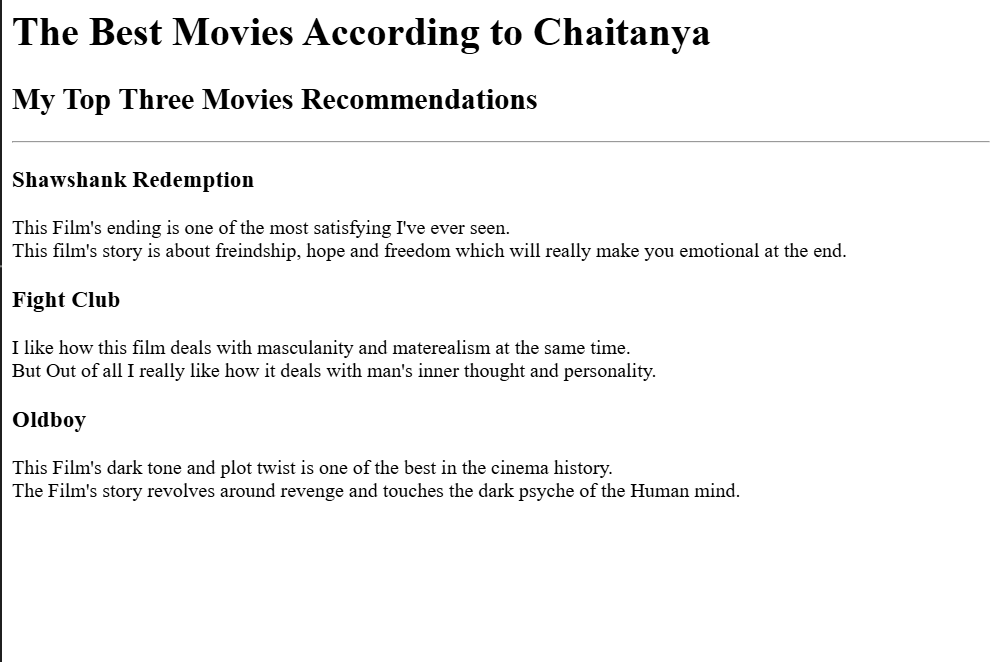 The Best Movies According to Chaitanya
My Top Three Movies Recommendations
Shawshank Redemption
This Film's ending is one of the most satisfying I've ever seen.
This film's story is about freindship, hope and freedom which will really make you emotional at the end.
Fight Club
I like how this film deals with masculanity and materealism at the same time.
But Out of all I really like how it deals with man's inner thought and personality.
Oldboy
This Film's dark tone and plot twist is one of the best in the cinema history.
The Film's story revolves around revenge and touches the dark psyche of the Human mind.